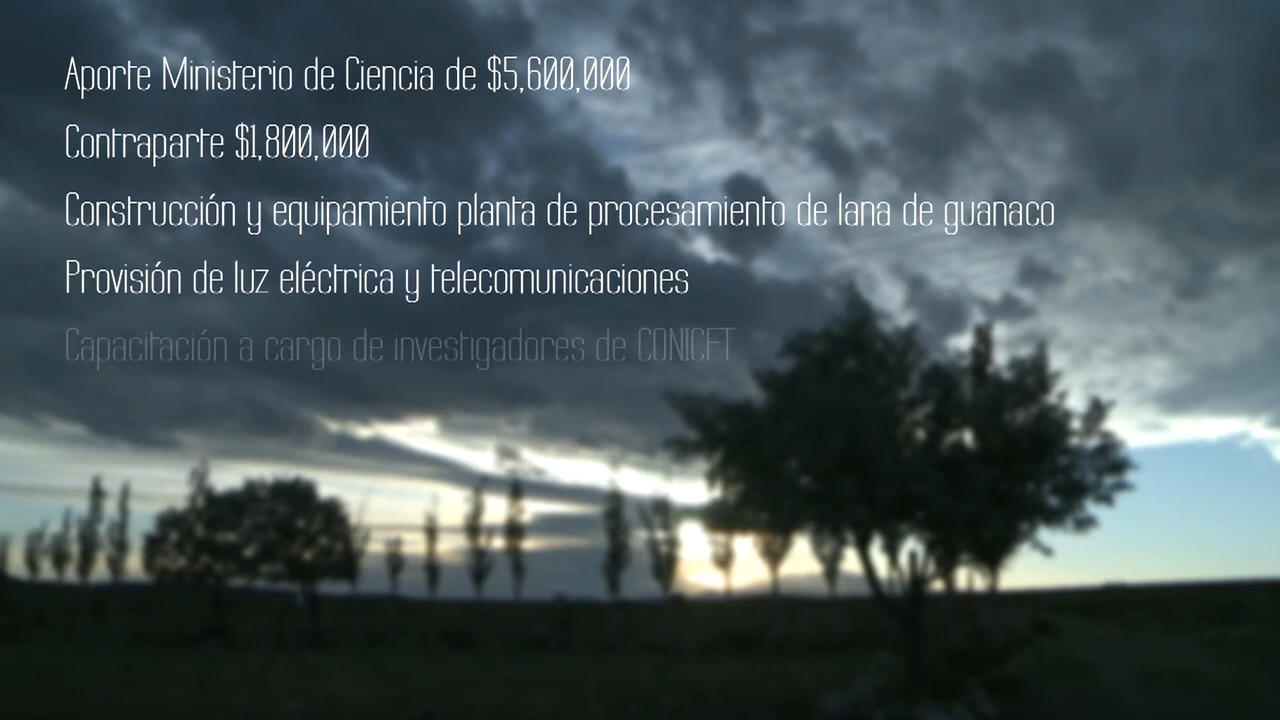 Aporte Ministerio de Ciencia de $5,600,000
Contraparte $1,800,000
Construcción y equipamiento planta de procesamiento de lana de guanaco
Provisión de luz eléctrica y telecomunicaciones
Capacitación a cargo de investigadores de CONICET